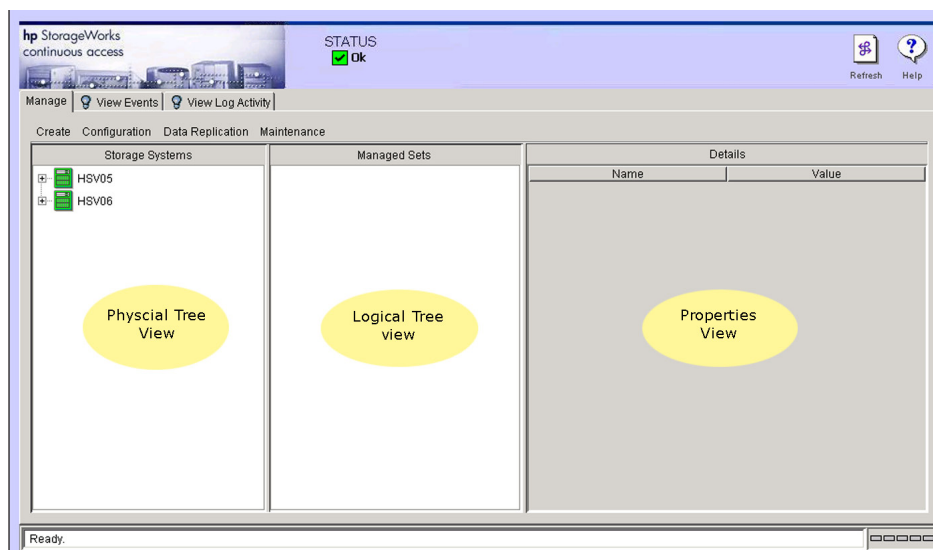 hp StorageWorks
continuous access
STATUS
Ok
Refresh Help
Manage View Events View Log Activity
Create Configuration Data Replication Maintenance
Storage Systems Managed Sets Details
Name Value
HSV05
HSV06
Physcial Tree
View
Logical Tree
view
Properties
View
Ready.